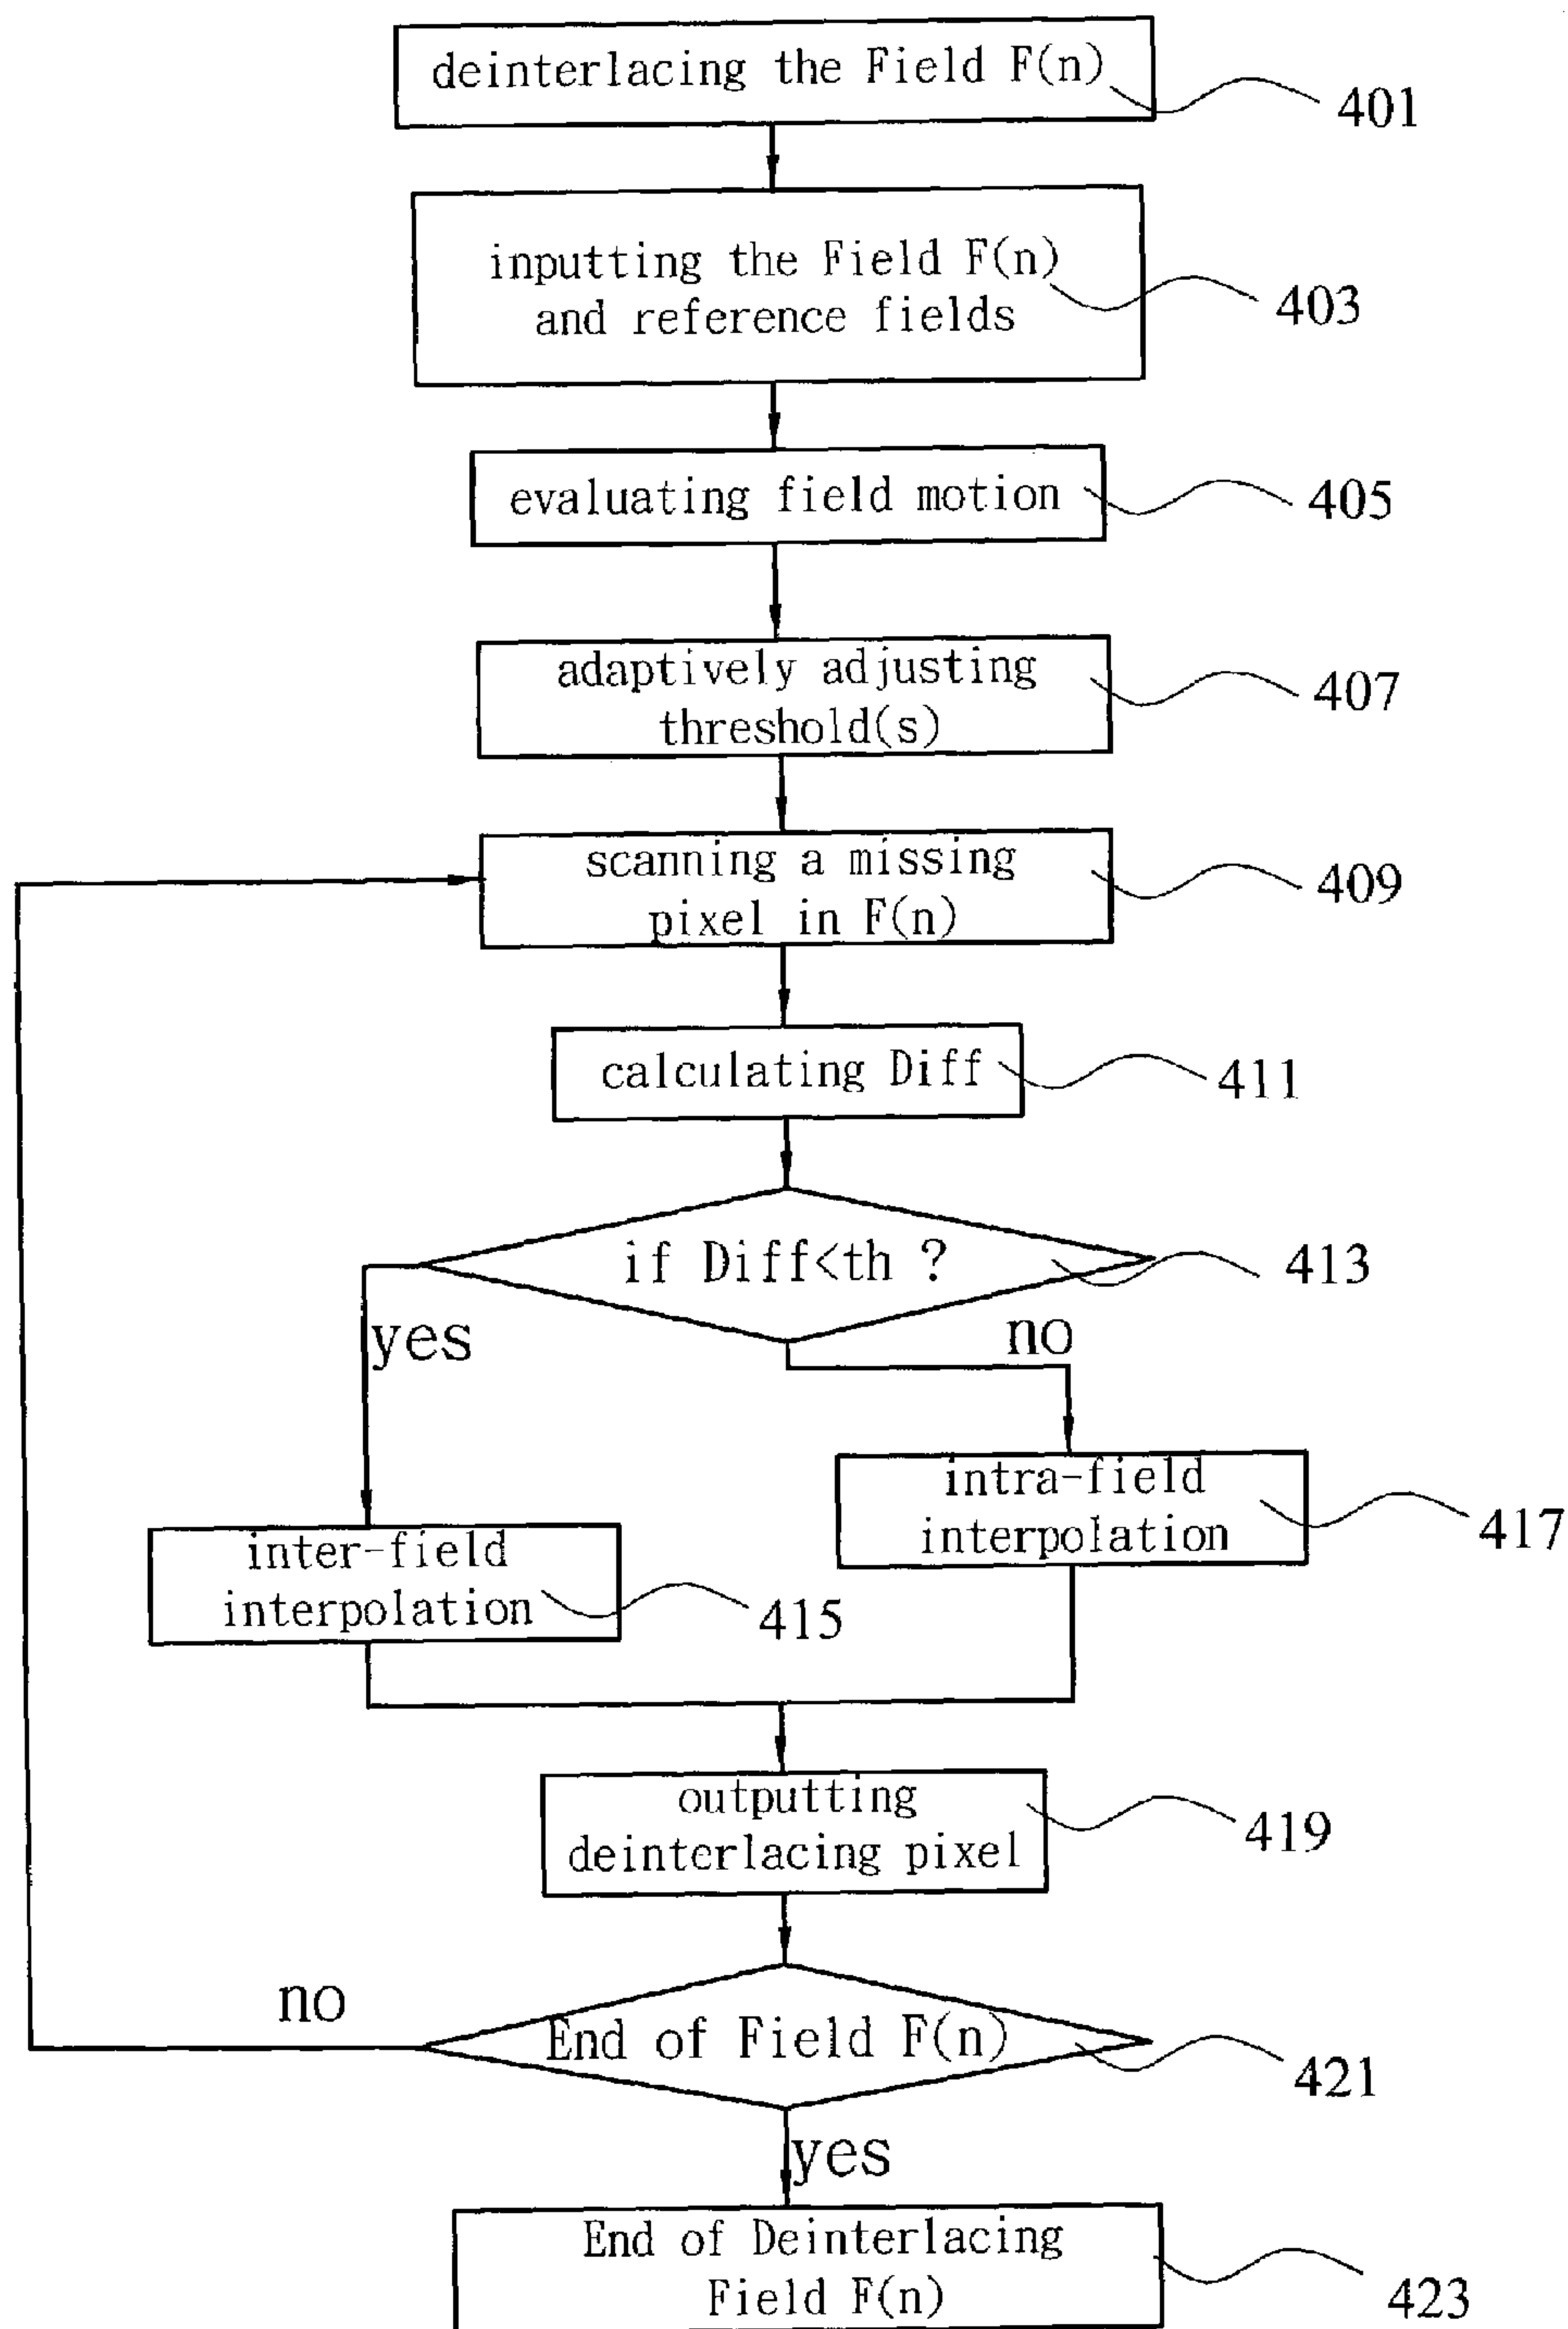 deinterlacing the Field F(n)
401
inputting the Field F(n)
and reference fields
403
evaluating field motion
405
adaptively adjusting
threshold(s)
407
scanning a missing
pixel in F(n)
409
calculating Diff
411
if Diff<th ?
413
yes
no
intra-field
interpolation
417
inter-field
interpolation
415
outputting
deinterlacing pixel
419
End of Field F(n)
421
no
yes
End of Deinterlacing
Field F(n)
423